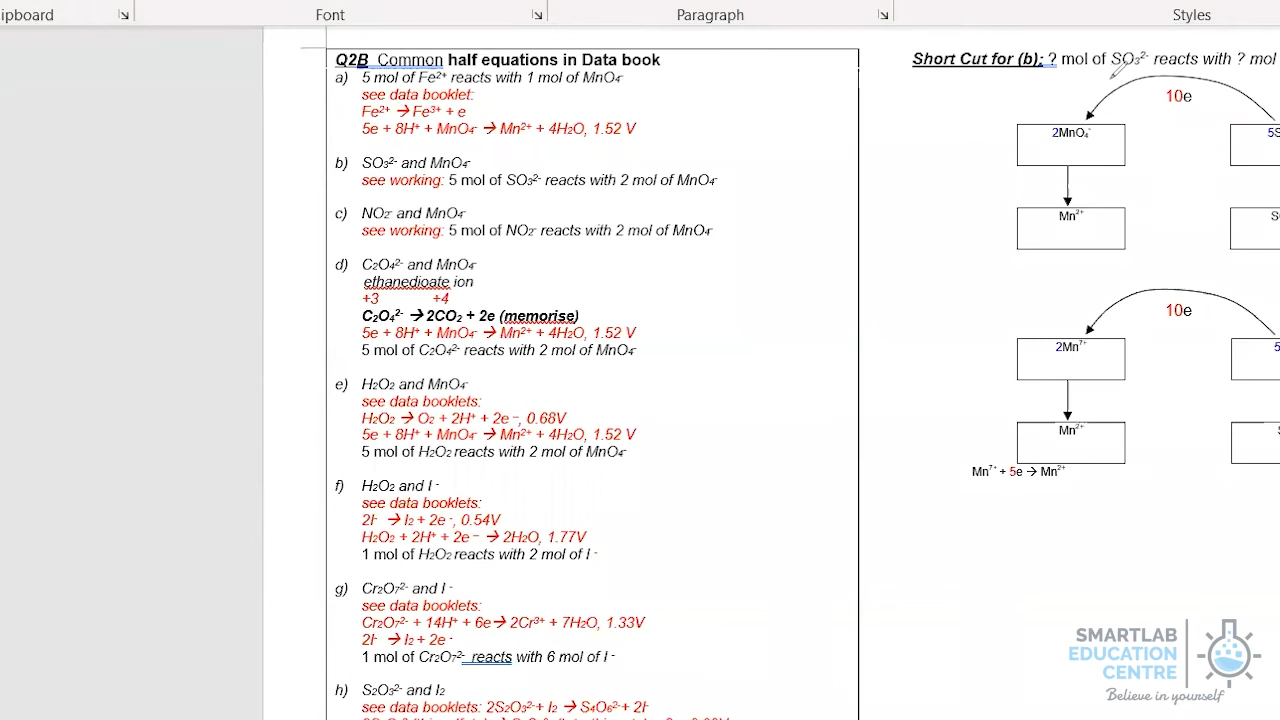 ipboard
Font
Paragraph
Styles
Q2B Common half equations in Data book
a) 5 mol of Fe²⁺ reacts with 1 mol of MnO₄⁻
see data booklet:
Fe²⁺ → Fe³⁺ + e
5e + 8H⁺ + MnO₄⁻ → Mn²⁺ + 4H₂O, 1.52 V
b) SO₃²⁻ and MnO₄⁻
see working: 5 mol of SO₃²⁻ reacts with 2 mol of MnO₄⁻
c) NO₂⁻ and MnO₄⁻
see working: 5 mol of NO₂⁻ reacts with 2 mol of MnO₄⁻
d) C₂O₄²⁻ and MnO₄⁻
ethanedioate ion
+3 +4
C₂O₄²⁻ → 2CO₂ + 2e (memorise)
5e + 8H⁺ + MnO₄⁻ → Mn²⁺ + 4H₂O, 1.52 V
5 mol of C₂O₄²⁻ reacts with 2 mol of MnO₄⁻
e) H₂O₂ and MnO₄⁻
see data booklets:
H₂O₂ → O₂ + 2H⁺ + 2e⁻, 0.68V
5e + 8H⁺ + MnO₄⁻ → Mn²⁺ + 4H₂O, 1.52 V
5 mol of H₂O₂ reacts with 2 mol of MnO₄⁻
f) H₂O₂ and I⁻
see data booklets:
2I⁻ → I₂ + 2e⁻, 0.54V
H₂O₂ + 2H⁺ + 2e⁻ → 2H₂O, 1.77V
1 mol of H₂O₂ reacts with 2 mol of I⁻
g) Cr₂O₇²⁻ and I⁻
see data booklets:
Cr₂O₇²⁻ + 14H⁺ + 6e → 2Cr³⁺ + 7H₂O, 1.33V
2I⁻ → I₂ + 2e⁻
1 mol of Cr₂O₇²⁻ reacts with 6 mol of I⁻
h) S₂O₃²⁻ and I₂
see data booklets: 2S₂O₃²⁻ + I₂ → S₄O₆²⁻ + 2I⁻
Short Cut for (b): ? mol of SO₃²⁻ reacts with ? mol
10e
2MnO₄⁻
5S
Mn²⁺
S
10e
2Mn⁷⁺
5
Mn²⁺
Mn⁷⁺ + 5e → Mn²⁺
SMARTLAB
EDUCATION
CENTRE
Believe in yourself